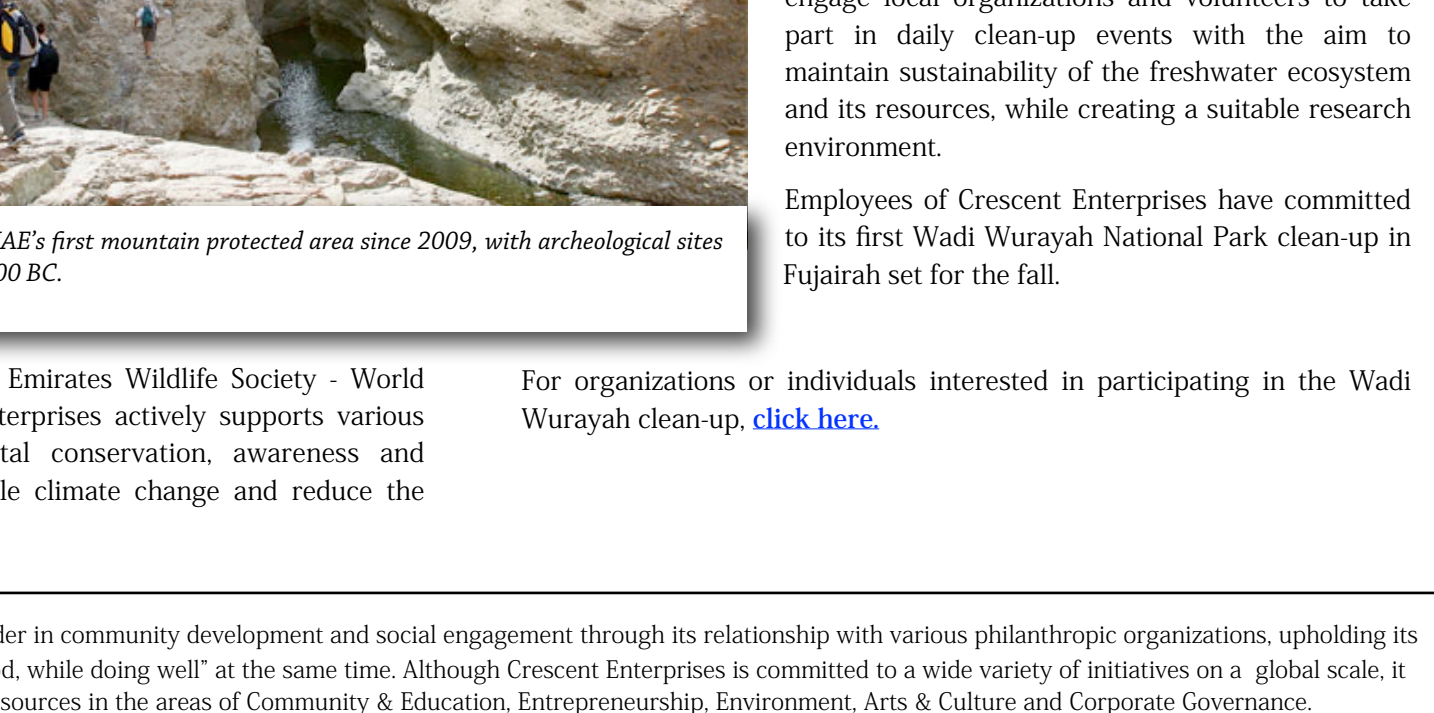 engage local organizations and volunteers to take
part in daily clean-up events with the aim to
maintain sustainability of the freshwater ecosystem
and its resources, while creating a suitable research
environment.
Employees of Crescent Enterprises have committed
to its first Wadi Wurayah National Park clean-up in
Fujairah set for the fall.
AE's first mountain protected area since 2009, with archeological sites
00 BC.
Emirates Wildlife Society - World
terprises actively supports various
tal conservation, awareness and
le climate change and reduce the
For organizations or individuals interested in participating in the Wadi
Wurayah clean-up, click here.
der in community development and social engagement through its relationship with various philanthropic organizations, upholding its
od, while doing well” at the same time. Although Crescent Enterprises is committed to a wide variety of initiatives on a global scale, it
sources in the areas of Community & Education, Entrepreneurship, Environment, Arts & Culture and Corporate Governance.